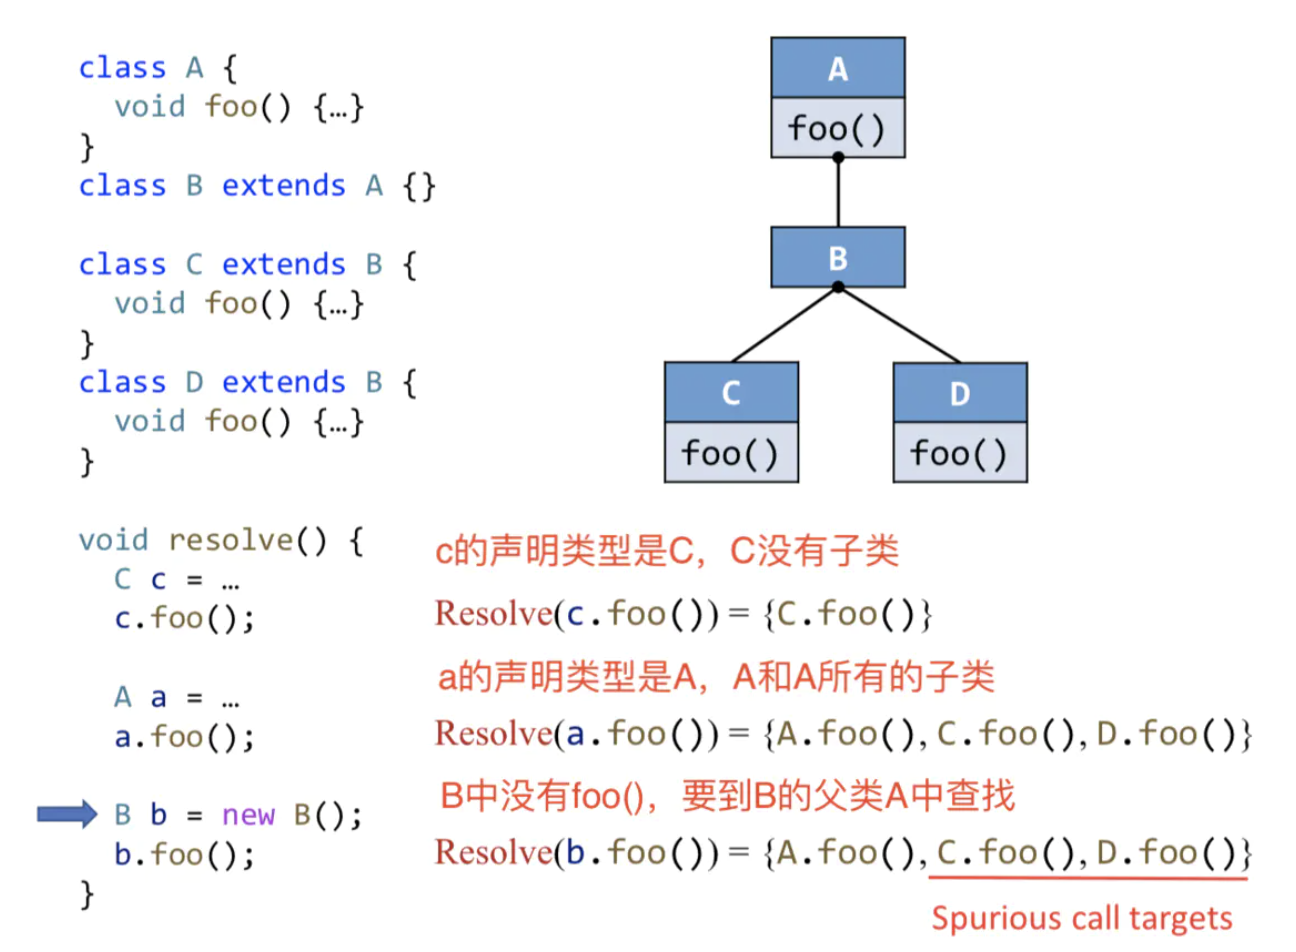 class A {
  void foo() {…}
}
class B extends A {}
class C extends B {
  void foo() {…}
}
class D extends B {
  void foo() {…}
}
A
foo()
B
C
D
foo()
foo()
void resolve() {
  C c = …
  c.foo();
c的声明类型是C，C没有子类
Resolve(c.foo()) = {C.foo()}
  A a = …
  a.foo();
a的声明类型是A，A和A所有的子类
Resolve(a.foo()) = {A.foo(), C.foo(), D.foo()}
  B b = new B();
  b.foo();
}
B中没有foo()，要到B的父类A中查找
Resolve(b.foo()) = {A.foo(), C.foo(), D.foo()}
Spurious call targets